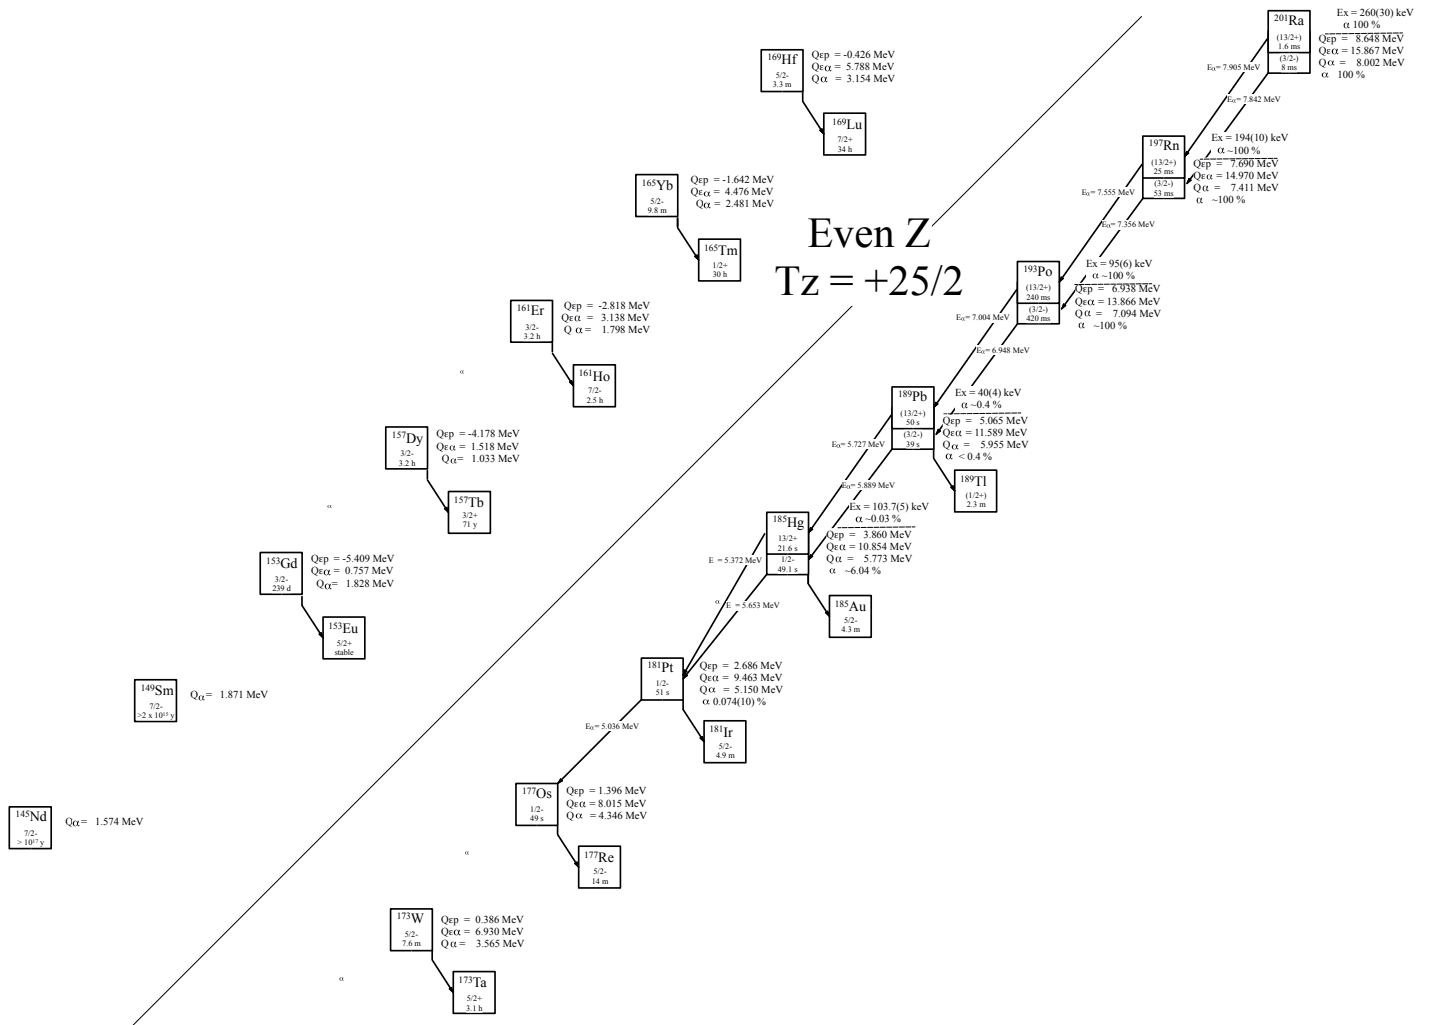 Even Z
Tz = +25/2
Ex = 260(30) keV
α 100 %
²⁰¹Ra
(13/2+)
1.6 ms
(3/2-)
8 ms
Qεp = 8.648 MeV
Qεα = 15.867 MeV
Qα = 8.002 MeV
α 100 %
Eα= 7.905 MeV
Eα= 7.842 MeV
Ex = 194(10) keV
α ~100 %
¹⁹⁷Rn
(13/2+)
25 ms
(3/2-)
53 ms
Qεp = 7.690 MeV
Qεα = 14.970 MeV
Qα = 7.411 MeV
α ~100 %
Eα= 7.555 MeV
Eα= 7.356 MeV
Ex = 95(6) keV
α ~100 %
¹⁹³Po
(13/2+)
240 ms
(3/2-)
420 ms
Qεp = 6.938 MeV
Qεα = 13.866 MeV
Qα = 7.094 MeV
α ~100 %
Eα= 7.004 MeV
Eα= 6.948 MeV
Ex = 40(4) keV
α ~0.4 %
¹⁸⁹Pb
(13/2+)
50 s
(3/2-)
39 s
Qεp = 5.065 MeV
Qεα = 11.589 MeV
Qα = 5.955 MeV
α < 0.4 %
¹⁸⁹Tl
(1/2+)
2.3 m
Eα= 5.727 MeV
Eα= 5.889 MeV
Ex = 103.7(5) keV
α ~0.03 %
¹⁸⁵Hg
13/2+
21.6 s
1/2-
49.1 s
Qεp = 3.860 MeV
Qεα = 10.854 MeV
Qα = 5.773 MeV
α ~6.04 %
¹⁸⁵Au
5/2-
4.3 m
E = 5.372 MeV
α
E = 5.653 MeV
¹⁸¹Pt
1/2-
51 s
Qεp = 2.686 MeV
Qεα = 9.463 MeV
Qα = 5.150 MeV
α 0.074(10) %
¹⁸¹Ir
5/2-
4.9 m
Eα= 5.036 MeV
¹⁷⁷Os
1/2-
49 s
Qεp = 1.396 MeV
Qεα = 8.015 MeV
Qα = 4.346 MeV
¹⁷⁷Re
5/2-
14 m
α
¹⁷³W
5/2-
7.6 m
Qεp = 0.386 MeV
Qεα = 6.930 MeV
Qα = 3.565 MeV
¹⁷³Ta
5/2+
3.1 h
α
¹⁶⁹Hf
5/2-
3.3 m
Qεp = -0.426 MeV
Qεα = 5.788 MeV
Qα = 3.154 MeV
¹⁶⁹Lu
7/2+
34 h
¹⁶⁵Yb
5/2-
9.8 m
Qεp = -1.642 MeV
Qεα = 4.476 MeV
Qα = 2.481 MeV
¹⁶⁵Tm
1/2+
30 h
¹⁶¹Er
3/2-
3.2 h
Qεp = -2.818 MeV
Qεα = 3.138 MeV
Q α = 1.798 MeV
¹⁶¹Ho
7/2-
2.5 h
α
¹⁵⁷Dy
3/2-
3.2 h
Qεp = -4.178 MeV
Qεα = 1.518 MeV
Qα= 1.033 MeV
¹⁵⁷Tb
3/2+
71 y
α
¹⁵³Gd
3/2-
239 d
Qεp = -5.409 MeV
Qεα = 0.757 MeV
Qα= 1.828 MeV
¹⁵³Eu
5/2+
stable
¹⁴⁹Sm
7/2-
>2 x 10¹⁵ y
Qα= 1.871 MeV
¹⁴⁵Nd
7/2-
> 10¹⁷ y
Qα= 1.574 MeV